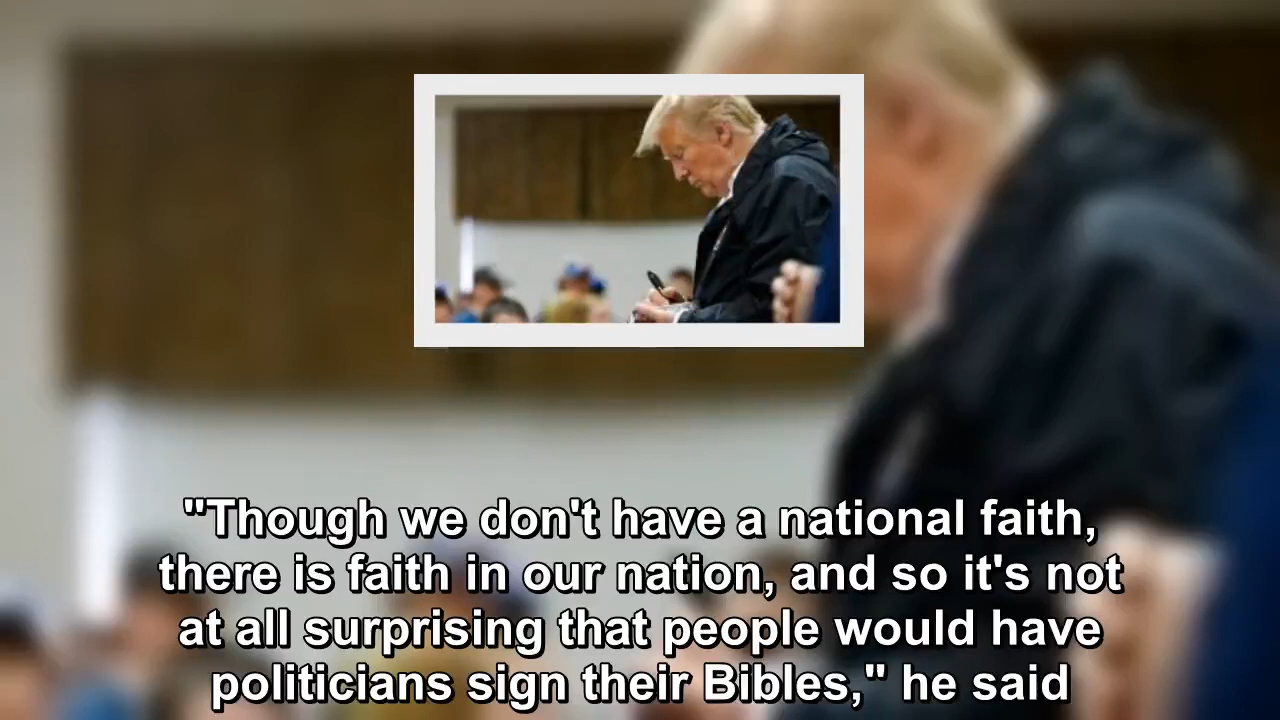 "Though we don't have a national faith,
there is faith in our nation, and so it's not
at all surprising that people would have
politicians sign their Bibles," he said